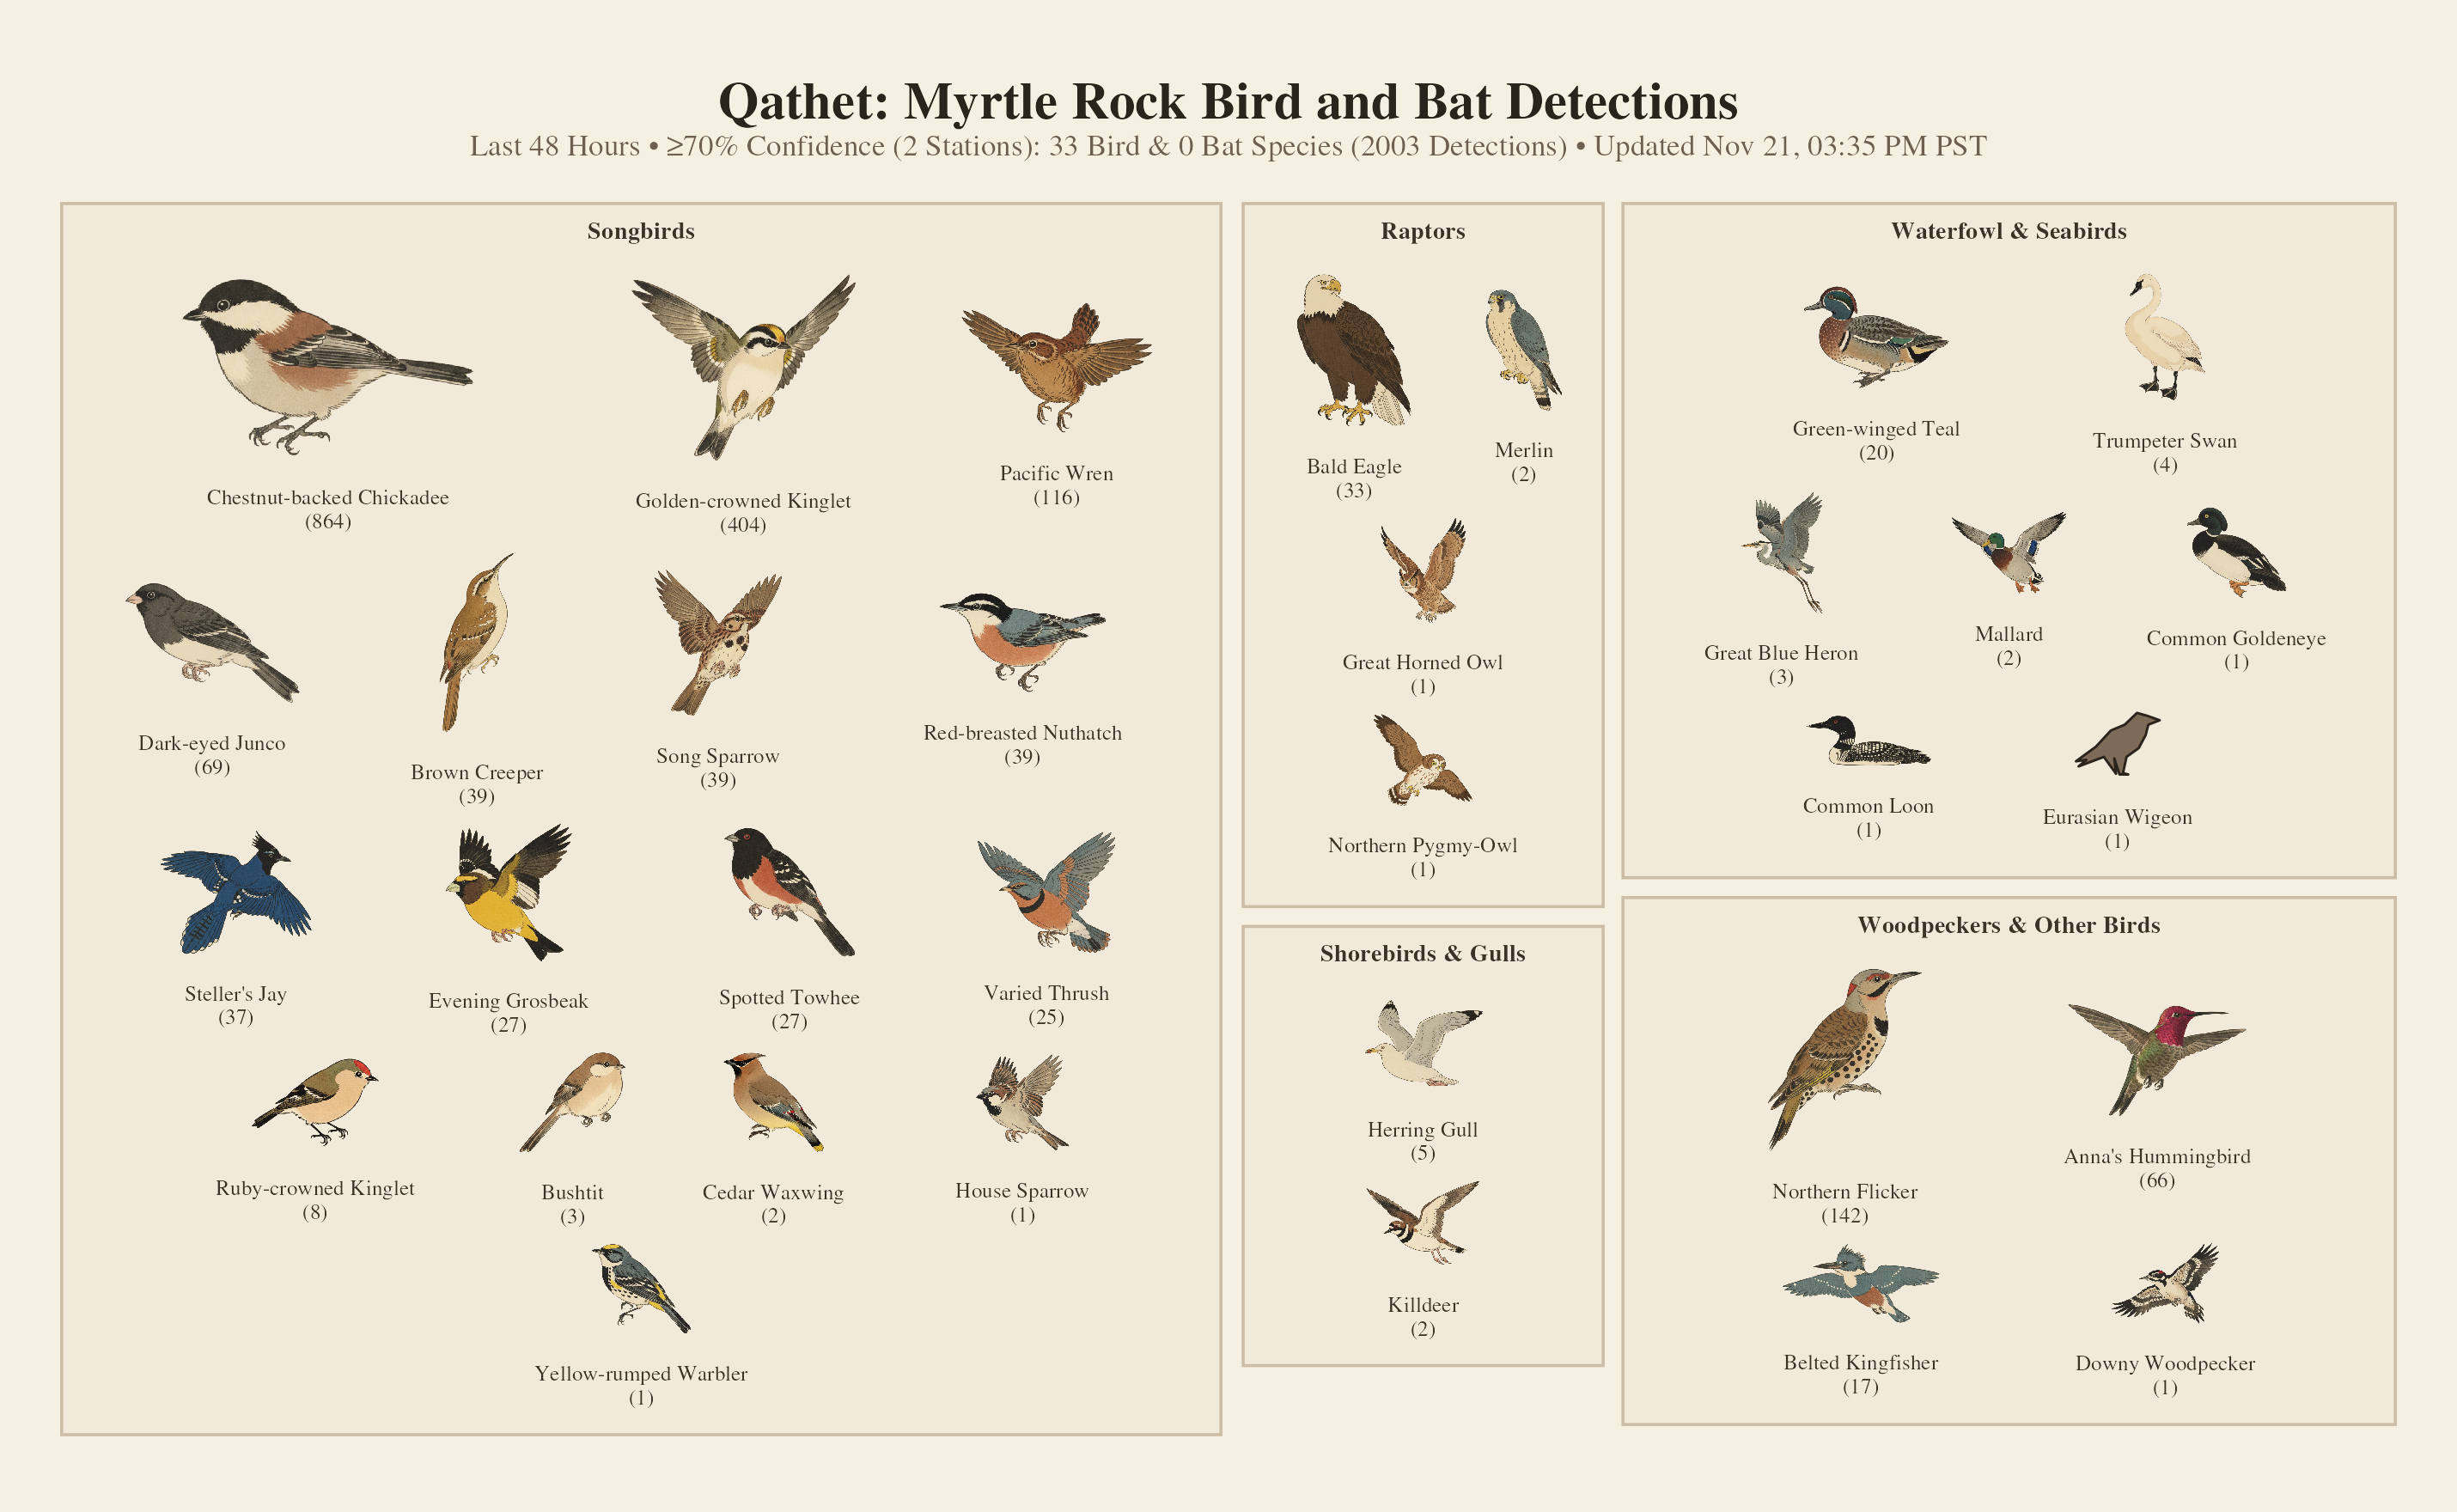 Qathet: Myrtle Rock Bird and Bat Detections
Last 48 Hours • ≥70% Confidence (2 Stations): 33 Bird & 0 Bat Species (2003 Detections) • Updated Nov 21, 03:35 PM PST
Songbirds
Chestnut-backed Chickadee
(864)
Golden-crowned Kinglet
(404)
Pacific Wren
(116)
Dark-eyed Junco
(69)
Brown Creeper
(39)
Song Sparrow
(39)
Red-breasted Nuthatch
(39)
Steller's Jay
(37)
Evening Grosbeak
(27)
Spotted Towhee
(27)
Varied Thrush
(25)
Ruby-crowned Kinglet
(8)
Bushtit
(3)
Cedar Waxwing
(2)
House Sparrow
(1)
Yellow-rumped Warbler
(1)
Raptors
Bald Eagle
(33)
Merlin
(2)
Great Horned Owl
(1)
Northern Pygmy-Owl
(1)
Shorebirds & Gulls
Herring Gull
(5)
Killdeer
(2)
Waterfowl & Seabirds
Green-winged Teal
(20)
Trumpeter Swan
(4)
Great Blue Heron
(3)
Mallard
(2)
Common Goldeneye
(1)
Common Loon
(1)
Eurasian Wigeon
(1)
Woodpeckers & Other Birds
Northern Flicker
(142)
Anna's Hummingbird
(66)
Belted Kingfisher
(17)
Downy Woodpecker
(1)